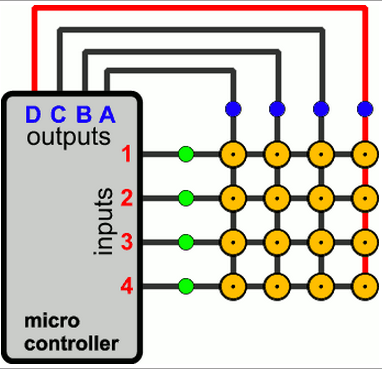 D C B A
outputs
1
2
inputs
3
4
micro
controller